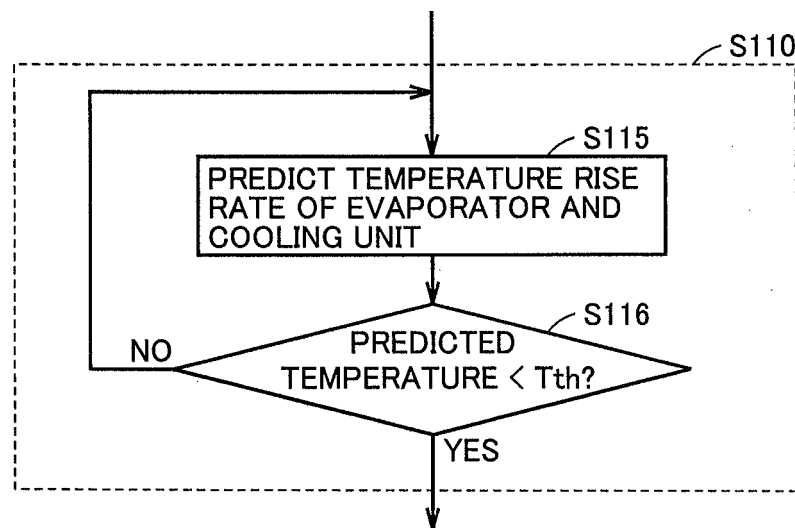 S110
S115
PREDICT TEMPERATURE RISE
RATE OF EVAPORATOR AND
COOLING UNIT
S116
NO
PREDICTED
TEMPERATURE < Tth?
YES